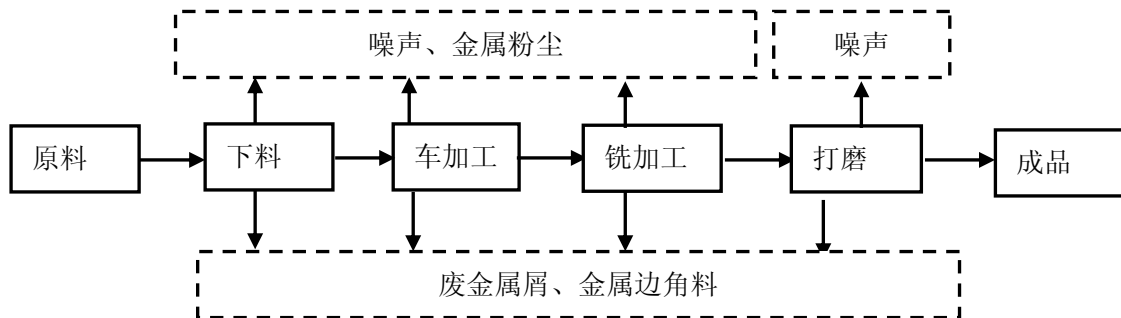 噪声、金属粉尘
噪声
原料
下料
车加工
铣加工
打磨
成品
废金属屑、金属边角料